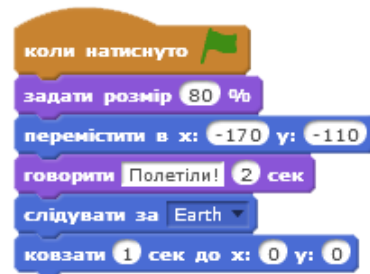 коли натиснуто
задати розмір 80 %
перемістити в x: -170 y: -110
говорити Полетіли! 2 сек
слідувати за Earth
ковзати 1 сек до x: 0 y: 0